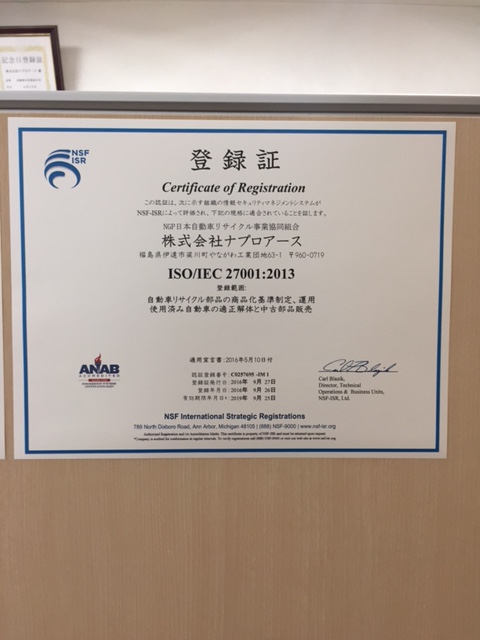 記念日登録証
NSF
ISR
登録証
Certificate of Registration
この認証は、次に示す組織の情報セキュリティマネジメントシステムが
NSF-ISRによって評価され、下記の規格に適合されていることを証します。
NGP日本自動車リサイクル事業協同組合
株式会社ナプロアース
福島県伊達市梁川町やながわ工業団地63-1 〒960-0719
ISO/IEC 27001:2013
登録範囲:
自動車リサイクル部品の商品化基準制定、運用
使用済み自動車の適正解体と中古部品販売
適用宣言書:2016年5月10日付
ANAB
ACCREDITED
認証登録番号: C0257695 -IM 1
登録証発行日: 2016年 9月 27日
登録年月日: 2016年 9月 26日
有効期限年月日: 2019年 9月 25日
Carl Blazik,
Director, Technical
Operations & Business Units,
NSF-ISR, Ltd.
NSF International Strategic Registrations
789 North Dixboro Road, Ann Arbor, Michigan 48105 | (888) NSF-9000 | www.nsf-isr.org